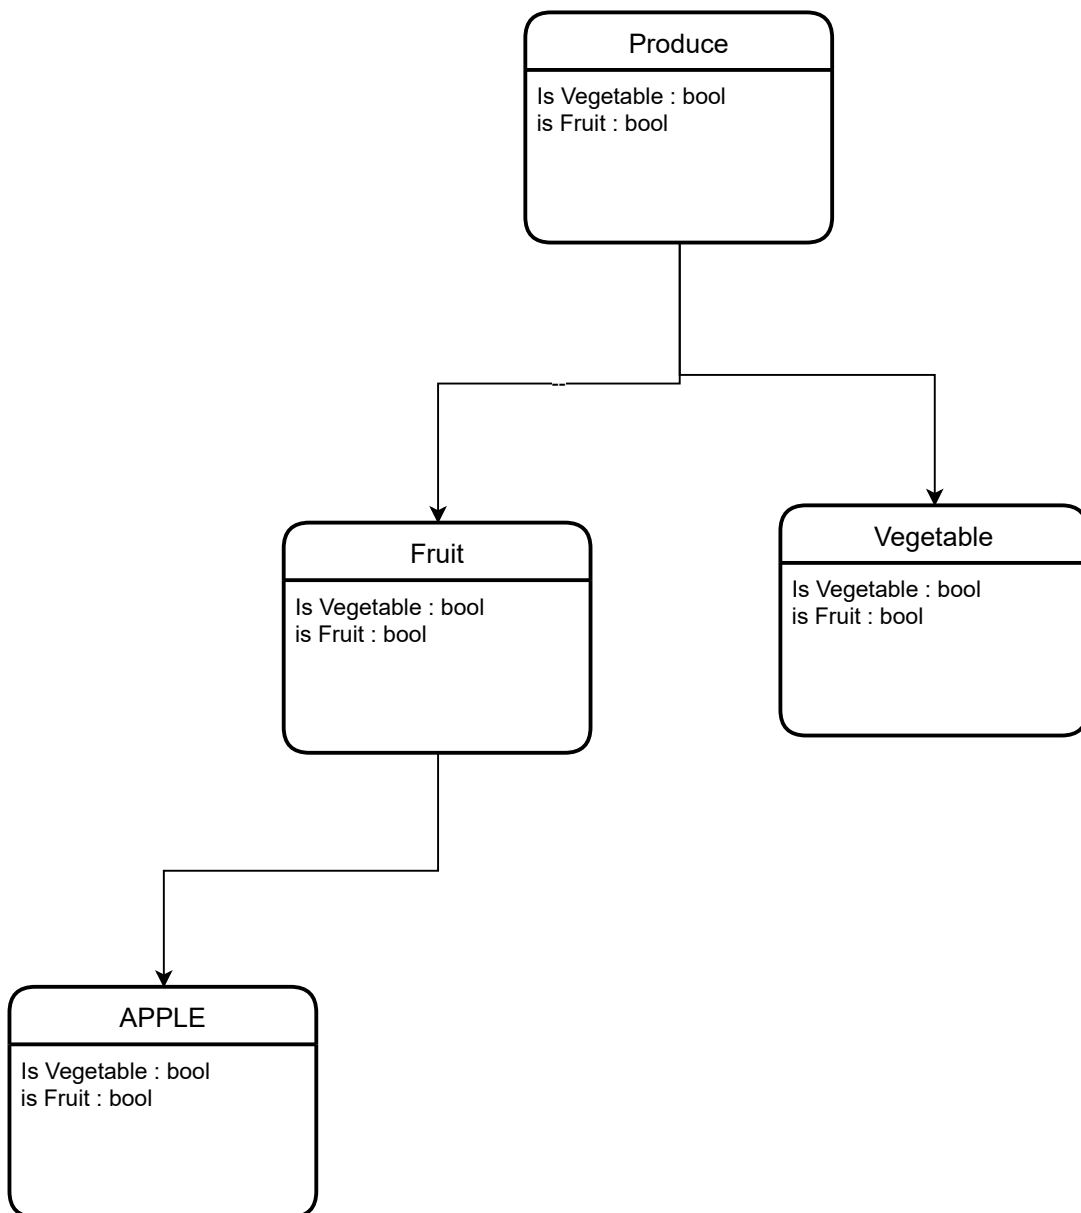 Produce
Is Vegetable : bool
is Fruit : bool
--
Fruit
Is Vegetable : bool
is Fruit : bool
Vegetable
Is Vegetable : bool
is Fruit : bool
APPLE
Is Vegetable : bool
is Fruit : bool